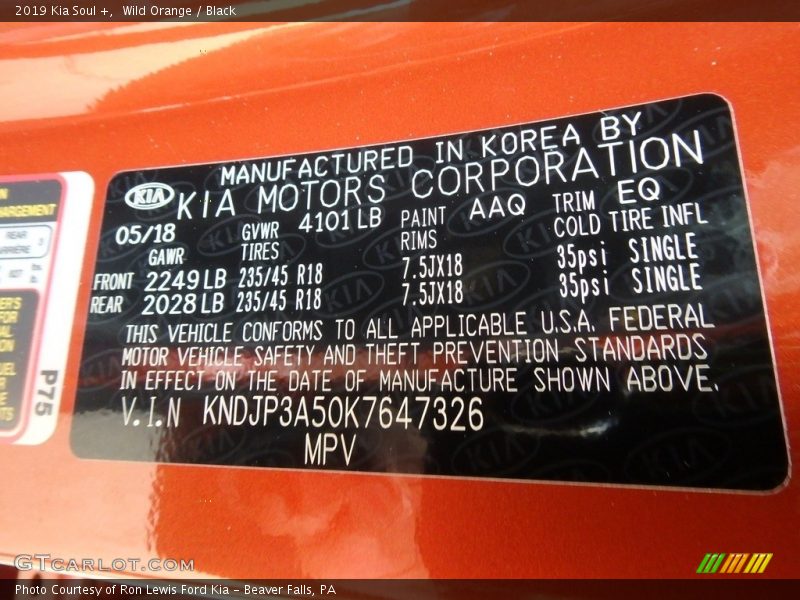 2019 Kia Soul +,  Wild Orange / Black
MANUFACTURED IN KOREA BY
KIA KIA MOTORS CORPORATION
05/18 GVWR 4101 LB PAINT AAQ TRIM EQ
GAWR TIRES RIMS COLD TIRE INFL
FRONT 2249 LB 235/45 R18 7.5JX18 35psi SINGLE
REAR 2028 LB 235/45 R18 7.5JX18 35psi SINGLE
THIS VEHICLE CONFORMS TO ALL APPLICABLE U.S.A. FEDERAL
MOTOR VEHICLE SAFETY AND THEFT PREVENTION STANDARDS
IN EFFECT ON THE DATE OF MANUFACTURE SHOWN ABOVE.
V.I.N KNDJP3A50K7647326
MPV
REAR
P75
GTCARLOT.COM
Photo Courtesy of Ron Lewis Ford Kia - Beaver Falls, PA